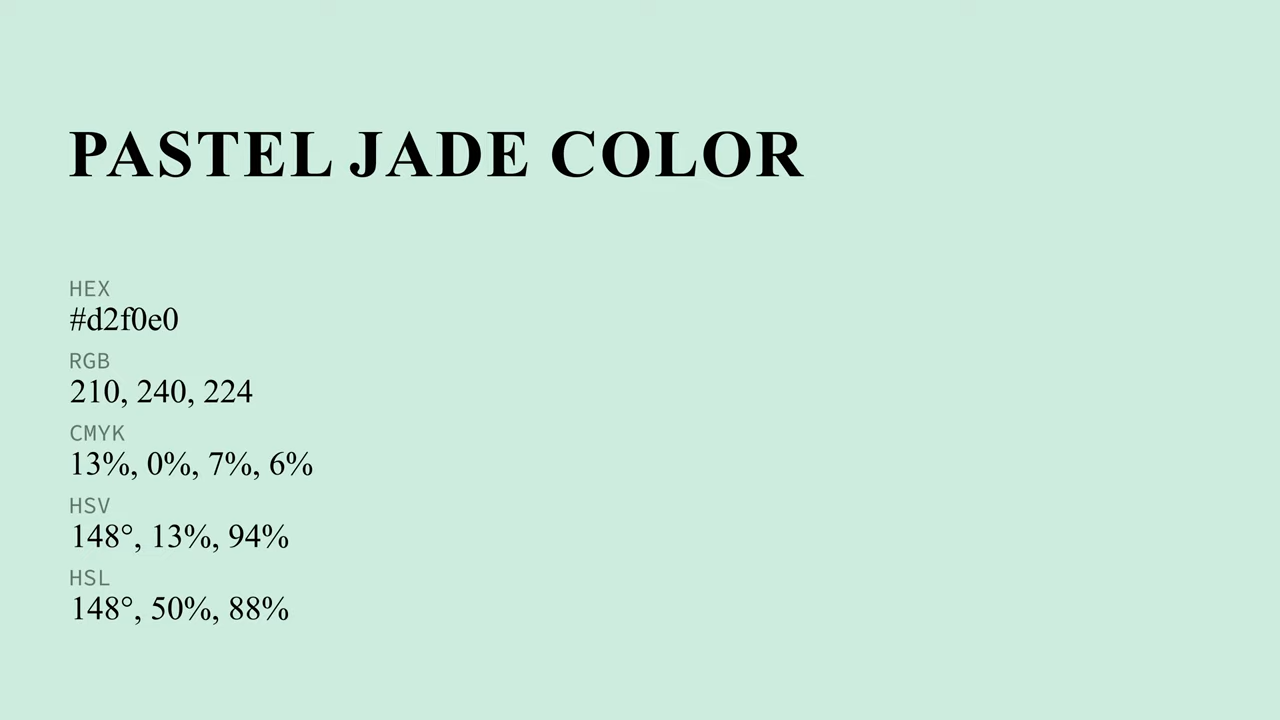 PASTEL JADE COLOR
HEX
#d2f0e0
RGB
210, 240, 224
CMYK
13%, 0%, 7%, 6%
HSV
148°, 13%, 94%
HSL
148°, 50%, 88%